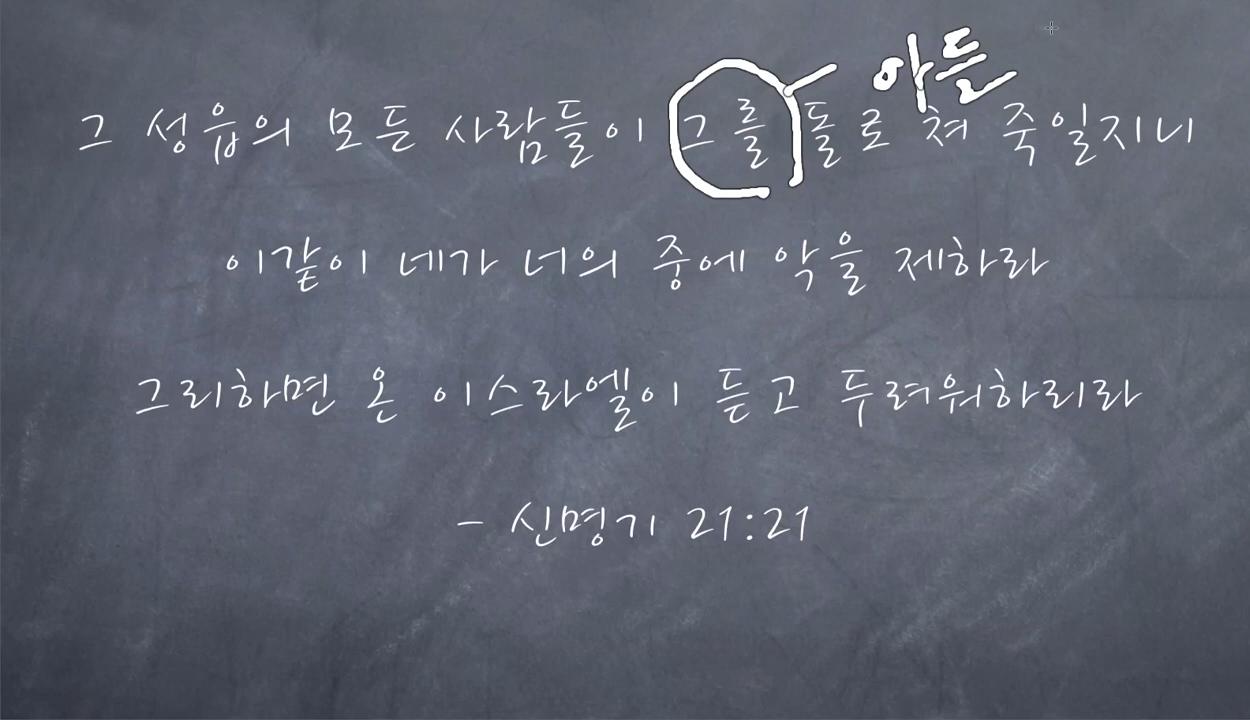 아들
그 성읍의 모든 사람들이 그를 돌로 쳐 죽일지니
이같이 네가 너의 중에 악을 제하라
그리하면 온 이스라엘이 듣고 두려워하리라
- 신명기 21:21